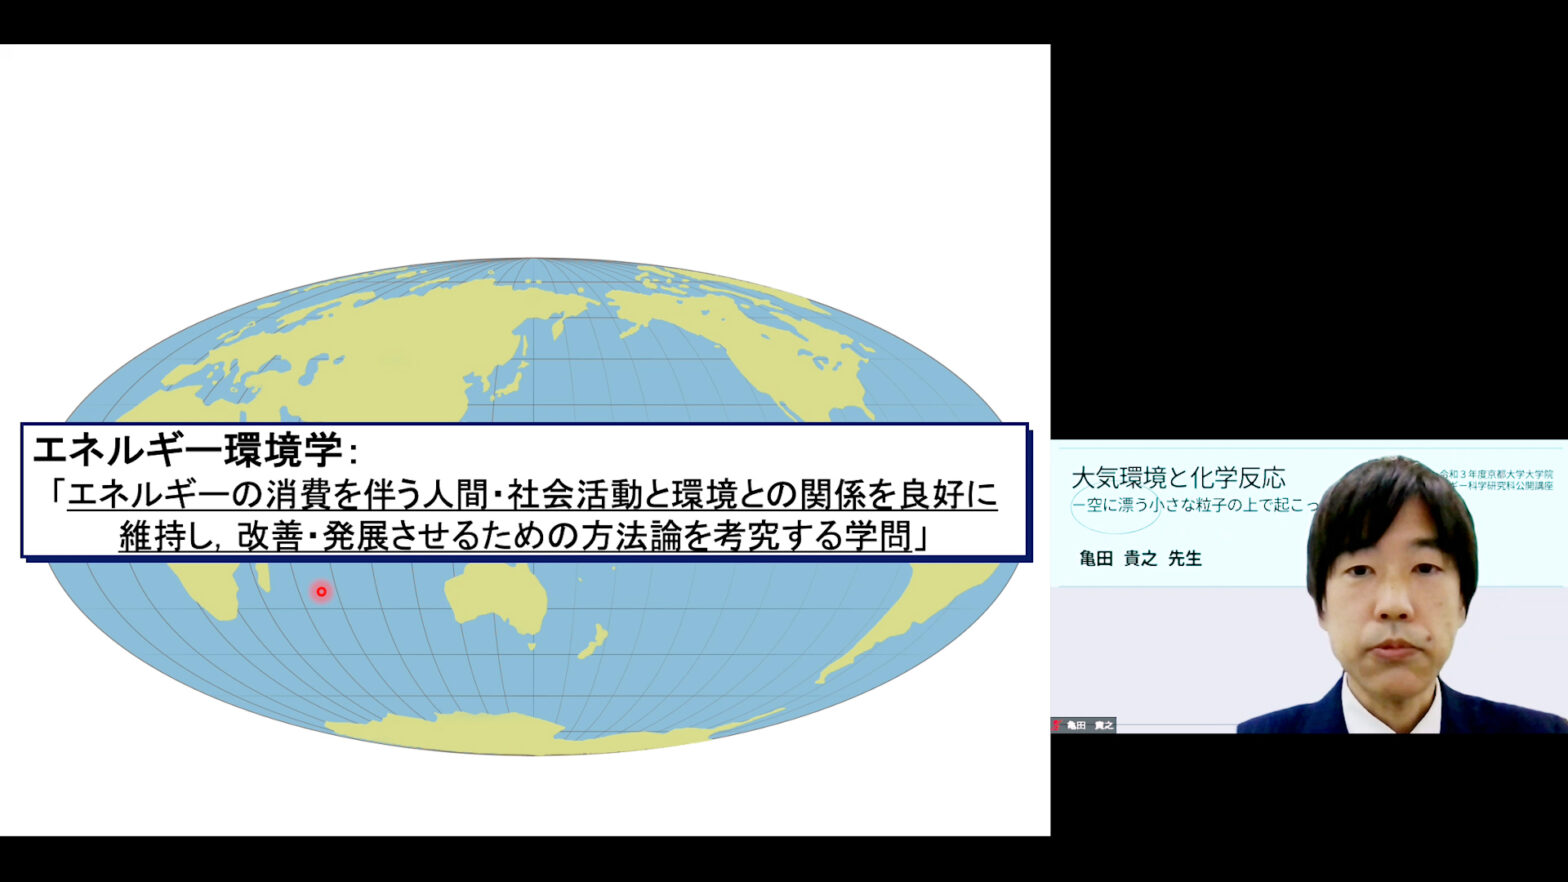 エネルギー環境学：
「エネルギーの消費を伴う人間・社会活動と環境との関係を良好に
維持し，改善・発展させるための方法論を考究する学問」
大気環境と化学反応
－空に漂う小さな粒子の上で起こっ
令和３年度京都大学大学院
ギー科学研究科公開講座
亀田 貴之 先生
亀田 貴之